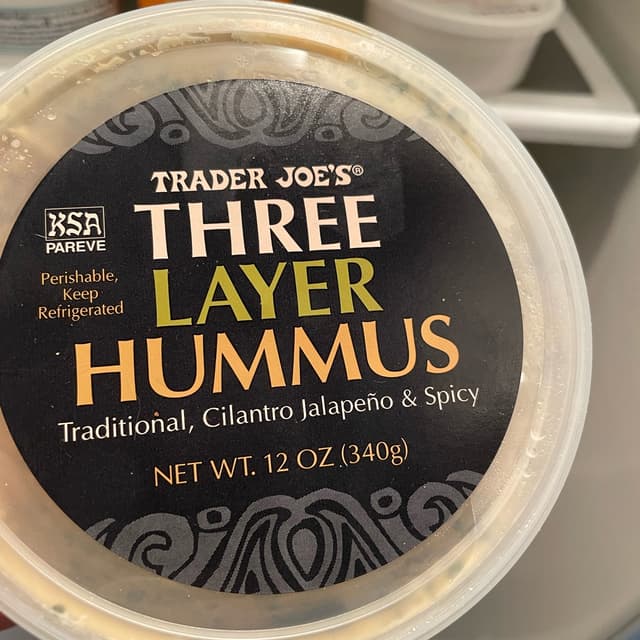 TRADER JOE'S®
THREE
LAYER
HUMMUS
KSA
PAREVE
Perishable,
Keep
Refrigerated
Traditional, Cilantro Jalapeño & Spicy
NET WT. 12 OZ (340g)